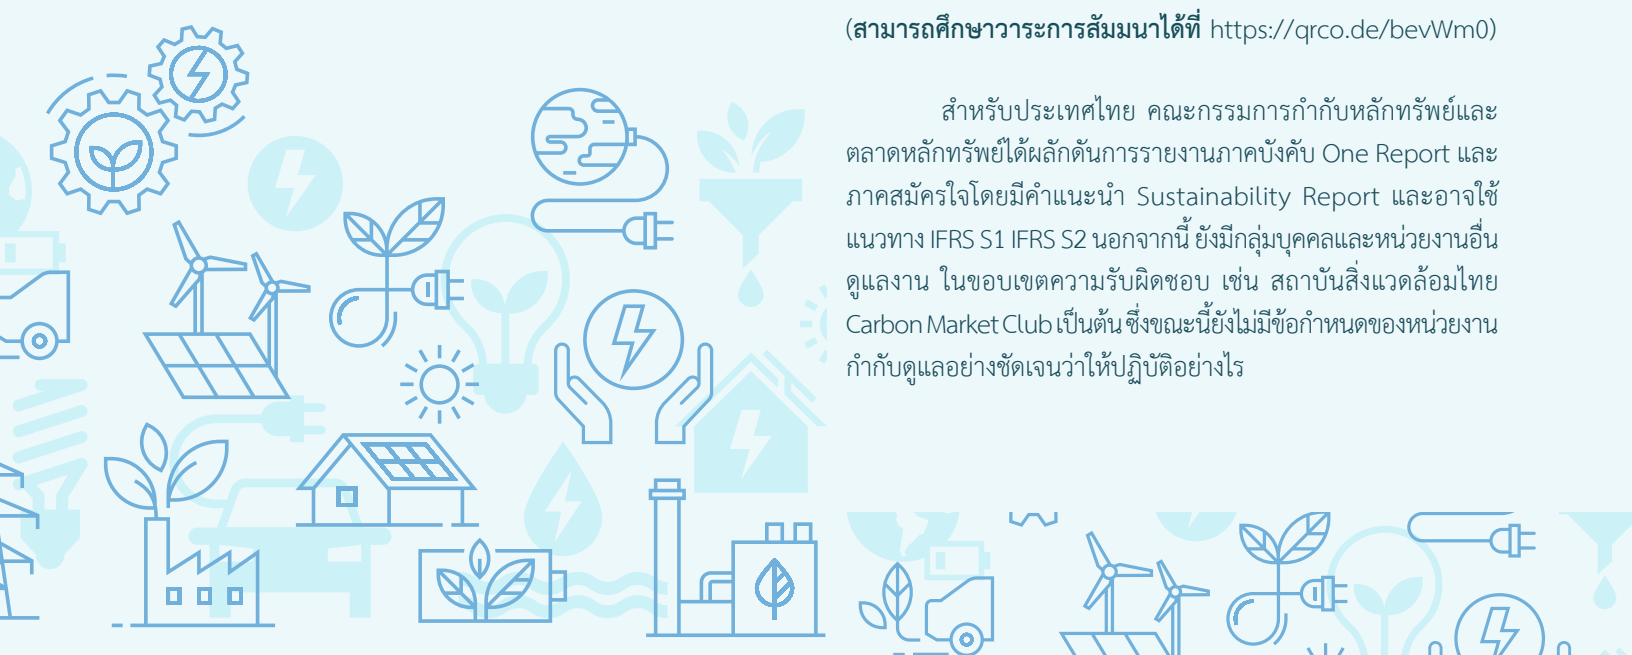 (สามารถศึกษาวาระการสัมมนาได้ที่ https://qrco.de/bevWm0)
สำหรับประเทศไทย คณะกรรมการกำกับหลักทรัพย์และ
ตลาดหลักทรัพย์ได้ผลักดันการรายงานภาคบังคับ One Report และ
ภาคสมัครใจโดยมีคำแนะนำ Sustainability Report และอาจใช้
แนวทาง IFRS S1 IFRS S2 นอกจากนี้ ยังมีกลุ่มบุคคลและหน่วยงานอื่น
ดูแลงาน ในขอบเขตความรับผิดชอบ เช่น สถาบันสิ่งแวดล้อมไทย
Carbon Market Club เป็นต้น ซึ่งขณะนี้ยังไม่มีข้อกำหนดของหน่วยงาน
กำกับดูแลอย่างชัดเจนว่าให้ปฏิบัติอย่างไร